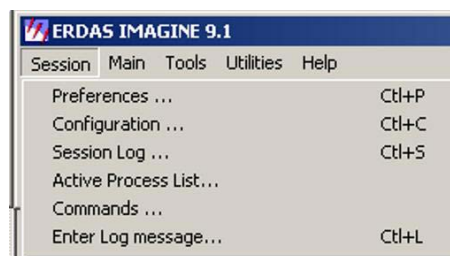 ERDAS IMAGINE 9.1
Session Main Tools Utilities Help
Preferences ... Ctl+P
Configuration ... Ctl+C
Session Log ... Ctl+S
Active Process List...
Commands ...
Enter Log message... Ctl+L